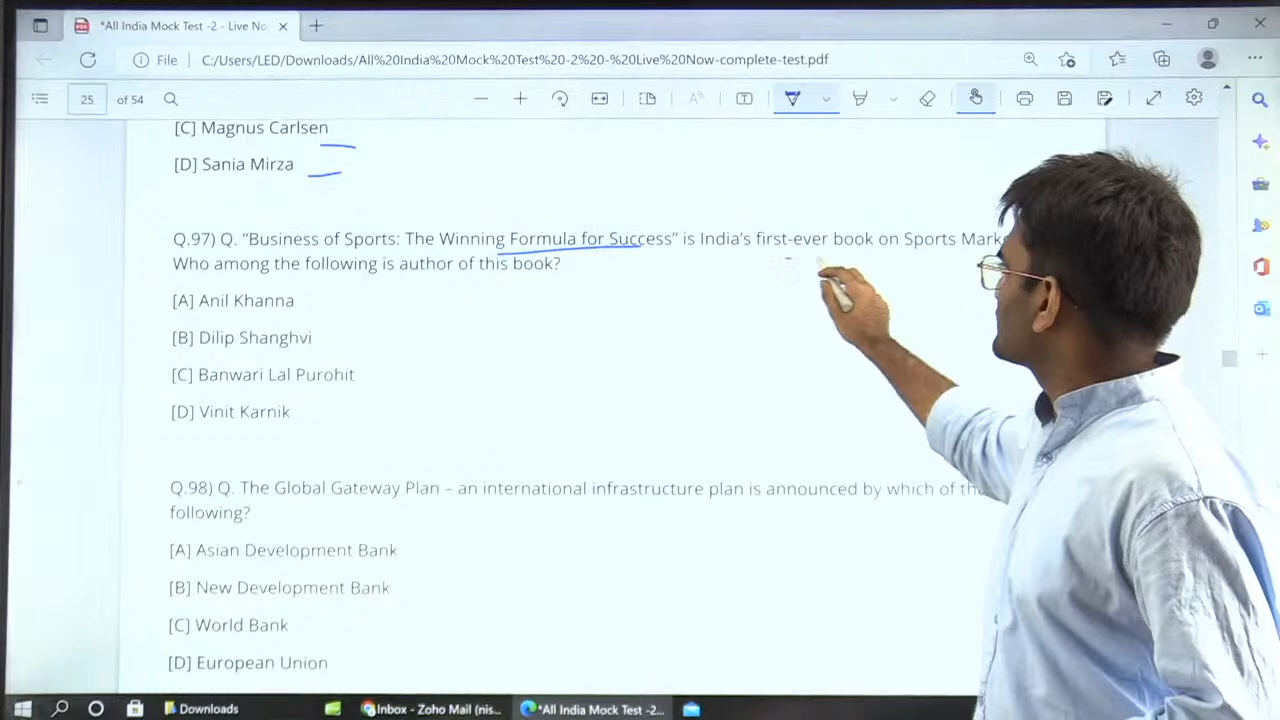 *All India Mock Test -2 - Live No
File
C:/Users/LED/Downloads/All%20India%20Mock%20Test%20-2%20-%20Live%20Now-complete-test.pdf
25 of 54
[C] Magnus Carlsen
[D] Sania Mirza
Q.97) Q. “Business of Sports: The Winning Formula for Success” is India’s first-ever book on Sports
Who among the following is author of this book?
[A] Anil Khanna
[B] Dilip Shanghvi
[C] Banwari Lal Purohit
[D] Vinit Karnik
Q.98) Q. The Global Gateway Plan – an international infrastructure plan is announced by which of
following?
[A] Asian Development Bank
[B] New Development Bank
[C] World Bank
[D] European Union
Downloads
Inbox - Zoho Mail (nis...
*All India Mock Test -2...